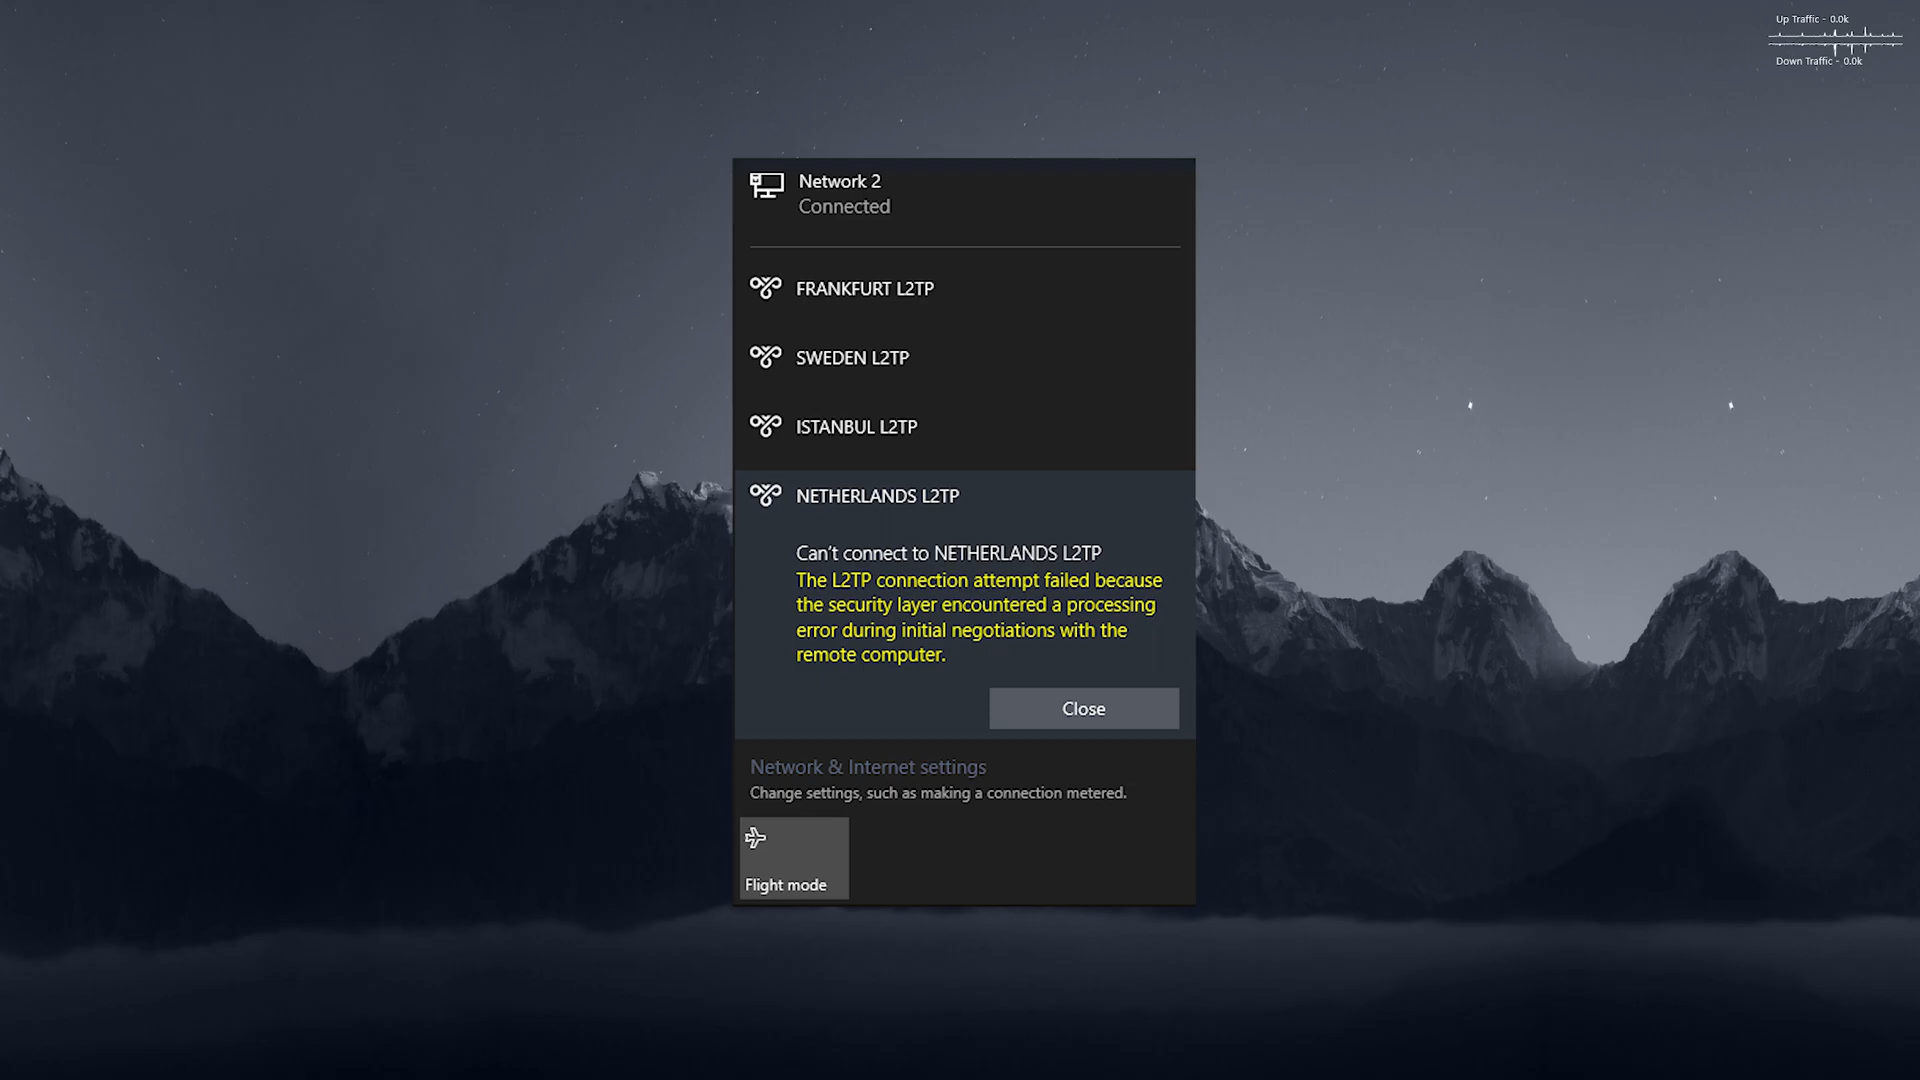 Up Traffic - 0.0k
Down Traffic - 0.0k
Network 2
Connected
FRANKFURT L2TP
SWEDEN L2TP
ISTANBUL L2TP
NETHERLANDS L2TP
Can't connect to NETHERLANDS L2TP
The L2TP connection attempt failed because
the security layer encountered a processing
error during initial negotiations with the
remote computer.
Close
Network & Internet settings
Change settings, such as making a connection metered.
Flight mode